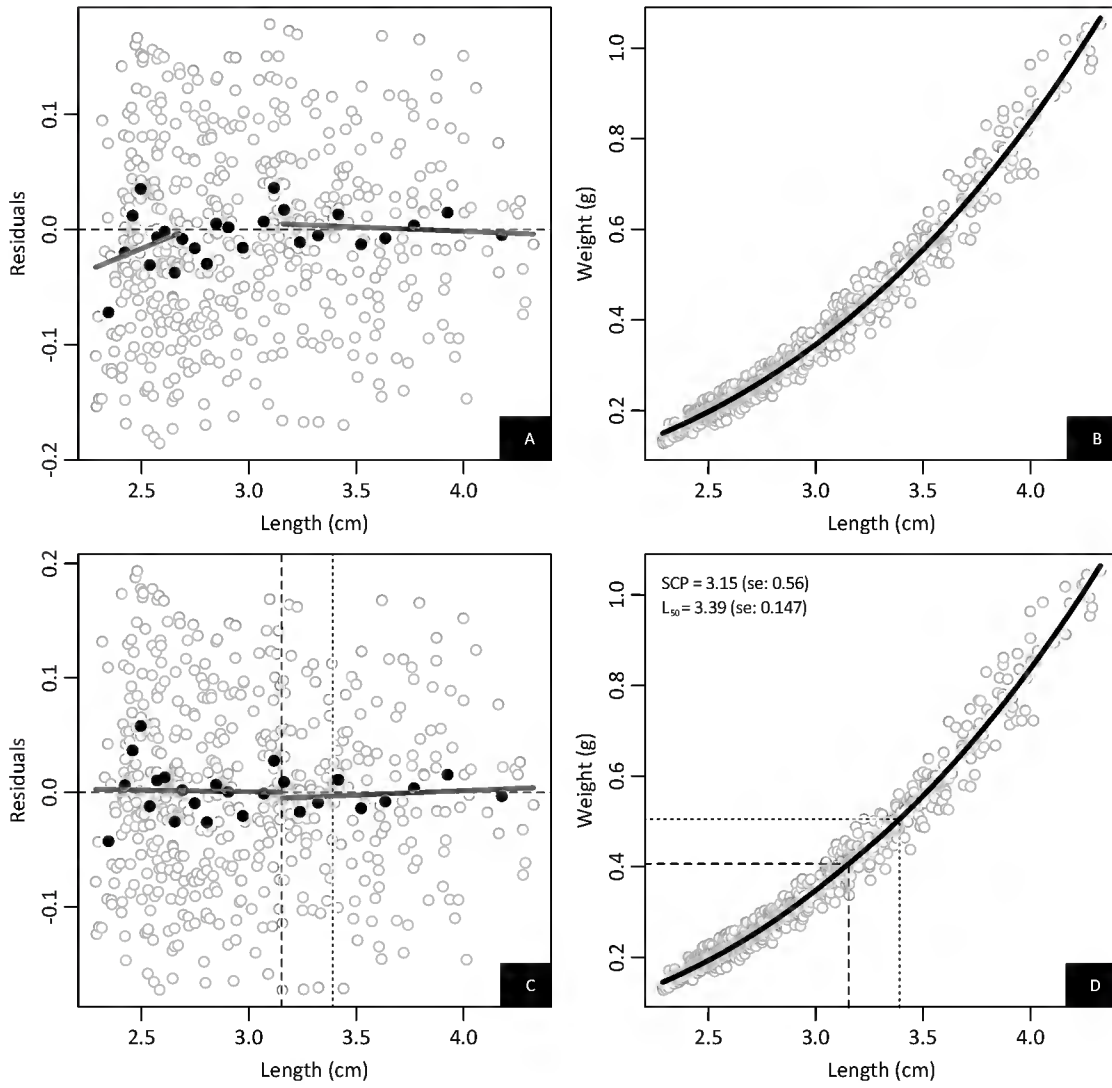 0.1
0.0
-0.1
-0.2
Residuals
2.5 3.0 3.5 4.0
Length (cm)
A
1.0
0.8
0.6
0.4
0.2
Weight (g)
2.5 3.0 3.5 4.0
Length (cm)
B
0.2
0.1
0.0
-0.1
Residuals
2.5 3.0 3.5 4.0
Length (cm)
C
SCP = 3.15 (se: 0.56)
L50 = 3.39 (se: 0.147)
1.0
0.8
0.6
0.4
0.2
Weight (g)
2.5 3.0 3.5 4.0
Length (cm)
D